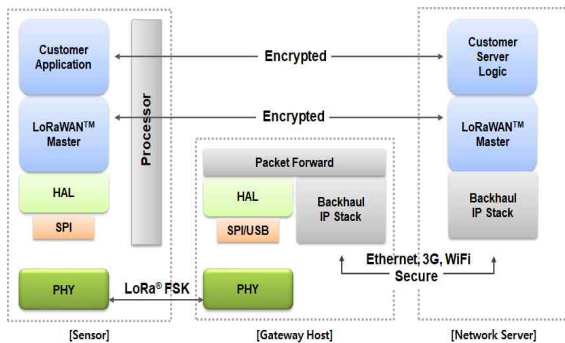 Customer
Application
LoRaWAN™
Master
HAL
SPI
PHY
Processor
[Sensor]
Encrypted
Encrypted
LoRa® FSK
Packet Forward
HAL
SPI/USB
Backhaul
IP Stack
PHY
[Gateway Host]
Ethernet, 3G, WiFi
Secure
Customer
Server
Logic
LoRaWAN™
Master
Backhaul
IP Stack
[Network Server]